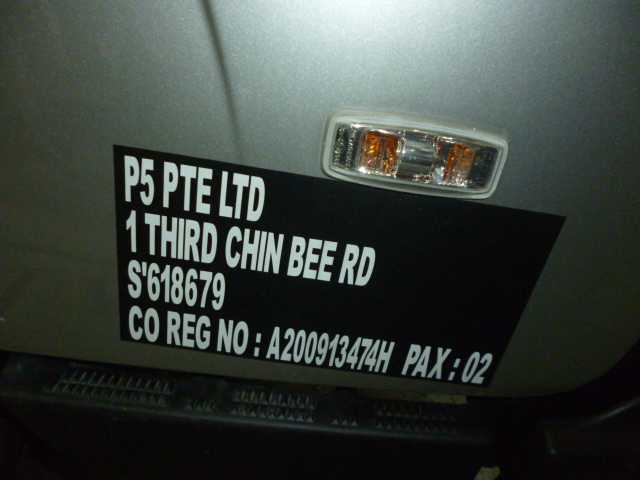 P5 PTE LTD
1 THIRD CHIN BEE RD
S'618679
CO REG NO : A200913474H PAX : 02